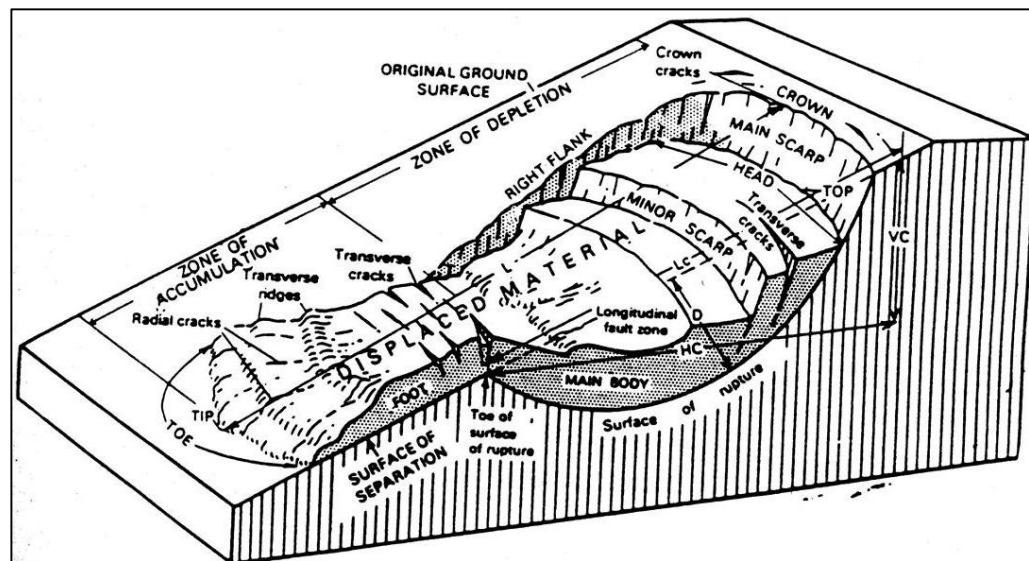 Crown
cracks
CROWN
ORIGINAL GROUND
SURFACE
ZONE OF DEPLETION
MAIN SCARP
RIGHT FLANK
HEAD
TOP
MINOR SCARP
Transverse
cracks
VC
ZONE OF
ACCUMULATION
Transverse
cracks
Transverse
ridges
Radial cracks
L
Lc
D
DISPLACED MATERIAL
Longitudinal
fault zone
HC
MAIN BODY
FOOT
Surface of rupture
TIP
TOE
Toe of
surface
of rupture
SURFACE OF
SEPARATION